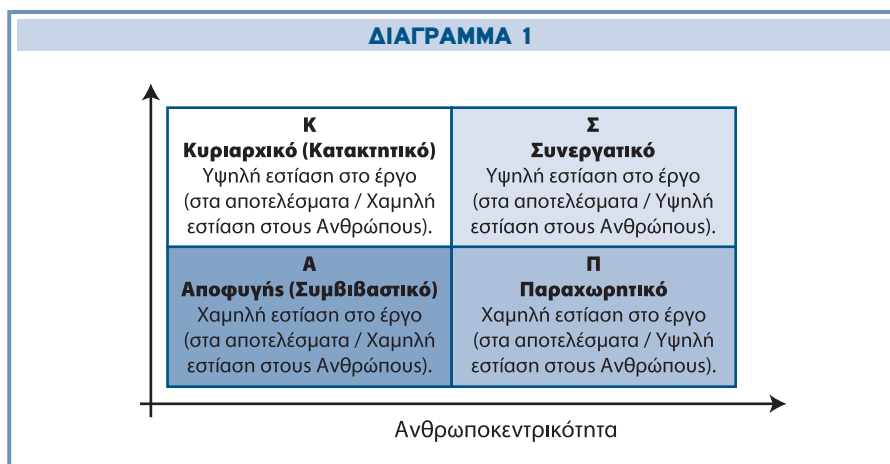 ΔΙΑΓΡΑΜΜΑ 1
Κ
Κυριαρχικό (Κατακτητικό)
Υψηλή εστίαση στο έργο
(στα αποτελέσματα / Χαμηλή
εστίαση στους Ανθρώπους).
Σ
Συνεργατικό
Υψηλή εστίαση στο έργο
(στα αποτελέσματα / Υψηλή
εστίαση στους Ανθρώπους).
Α
Αποφυγής (Συμβιβαστικό)
Χαμηλή εστίαση στο έργο
(στα αποτελέσματα / Χαμηλή
εστίαση στους Ανθρώπους).
Π
Παραχωρητικό
Χαμηλή εστίαση στο έργο
(στα αποτελέσματα / Υψηλή
εστίαση στους Ανθρώπους).
Ανθρωποκεντρικότητα